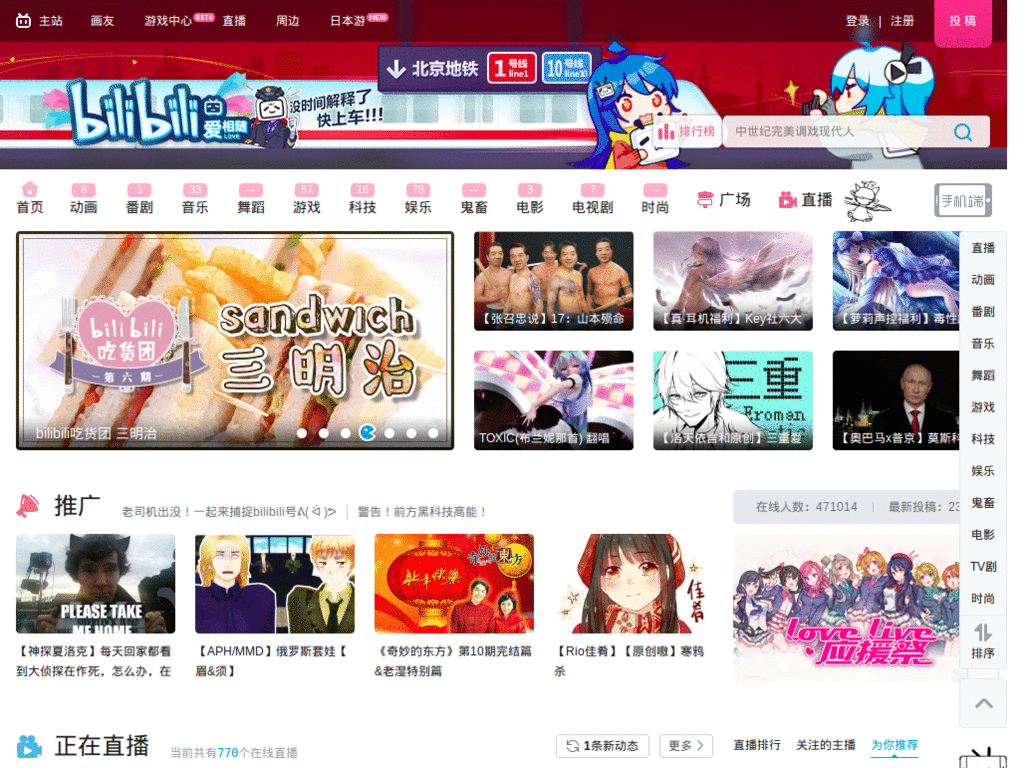 主站 画友 游戏中心 BETA 直播 周边 日本游 NEW 登录 | 注册 投稿
北京地铁 1号线 line1 10号线 line10
bilibili 爱相随 LOVE
没时间解释了
快上车!!!
排行榜 中世纪完美调戏现代人
8 1 33 -- 87 16 78 -- 3 7 --
首页 动画 番剧 音乐 舞蹈 游戏 科技 娱乐 鬼畜 电影 电视剧 时尚 广场 直播 手机端
bilibili
吃货团
第六期
sandwich
三明治
bilibili吃货团 三明治
【张召忠说】17：山本殒命
【真·耳机福利】Key社六大
【萝莉声控福利】毒性
TOXIC(布兰妮那首) 翻唱
三重
Eroman
【洛天依言和原创】三重爱
【奥巴马x普京】莫斯科
直播
动画
番剧
音乐
舞蹈
游戏
科技
娱乐
鬼畜
电影
TV剧
时尚
排序
推广
老司机出没！一起来捕捉bilibili号
警告！前方黑科技高能！
在线人数：471014 | 最新投稿：23
PLEASE TAKE
ME HOME
【神探夏洛克】每天回家都看
到大侦探在作死，怎么办，在
【APH/MMD】俄罗斯套娃【
眉&须】
新年快樂
東方
《奇妙的东方》第10期完结篇
&老湿特别篇
佳肴
【Rio佳肴】【原创嗷】寒鸦
杀
love live
应援祭
正在直播
当前共有770个在线直播
1条新动态
更多
直播排行 关注的主播 为你推荐